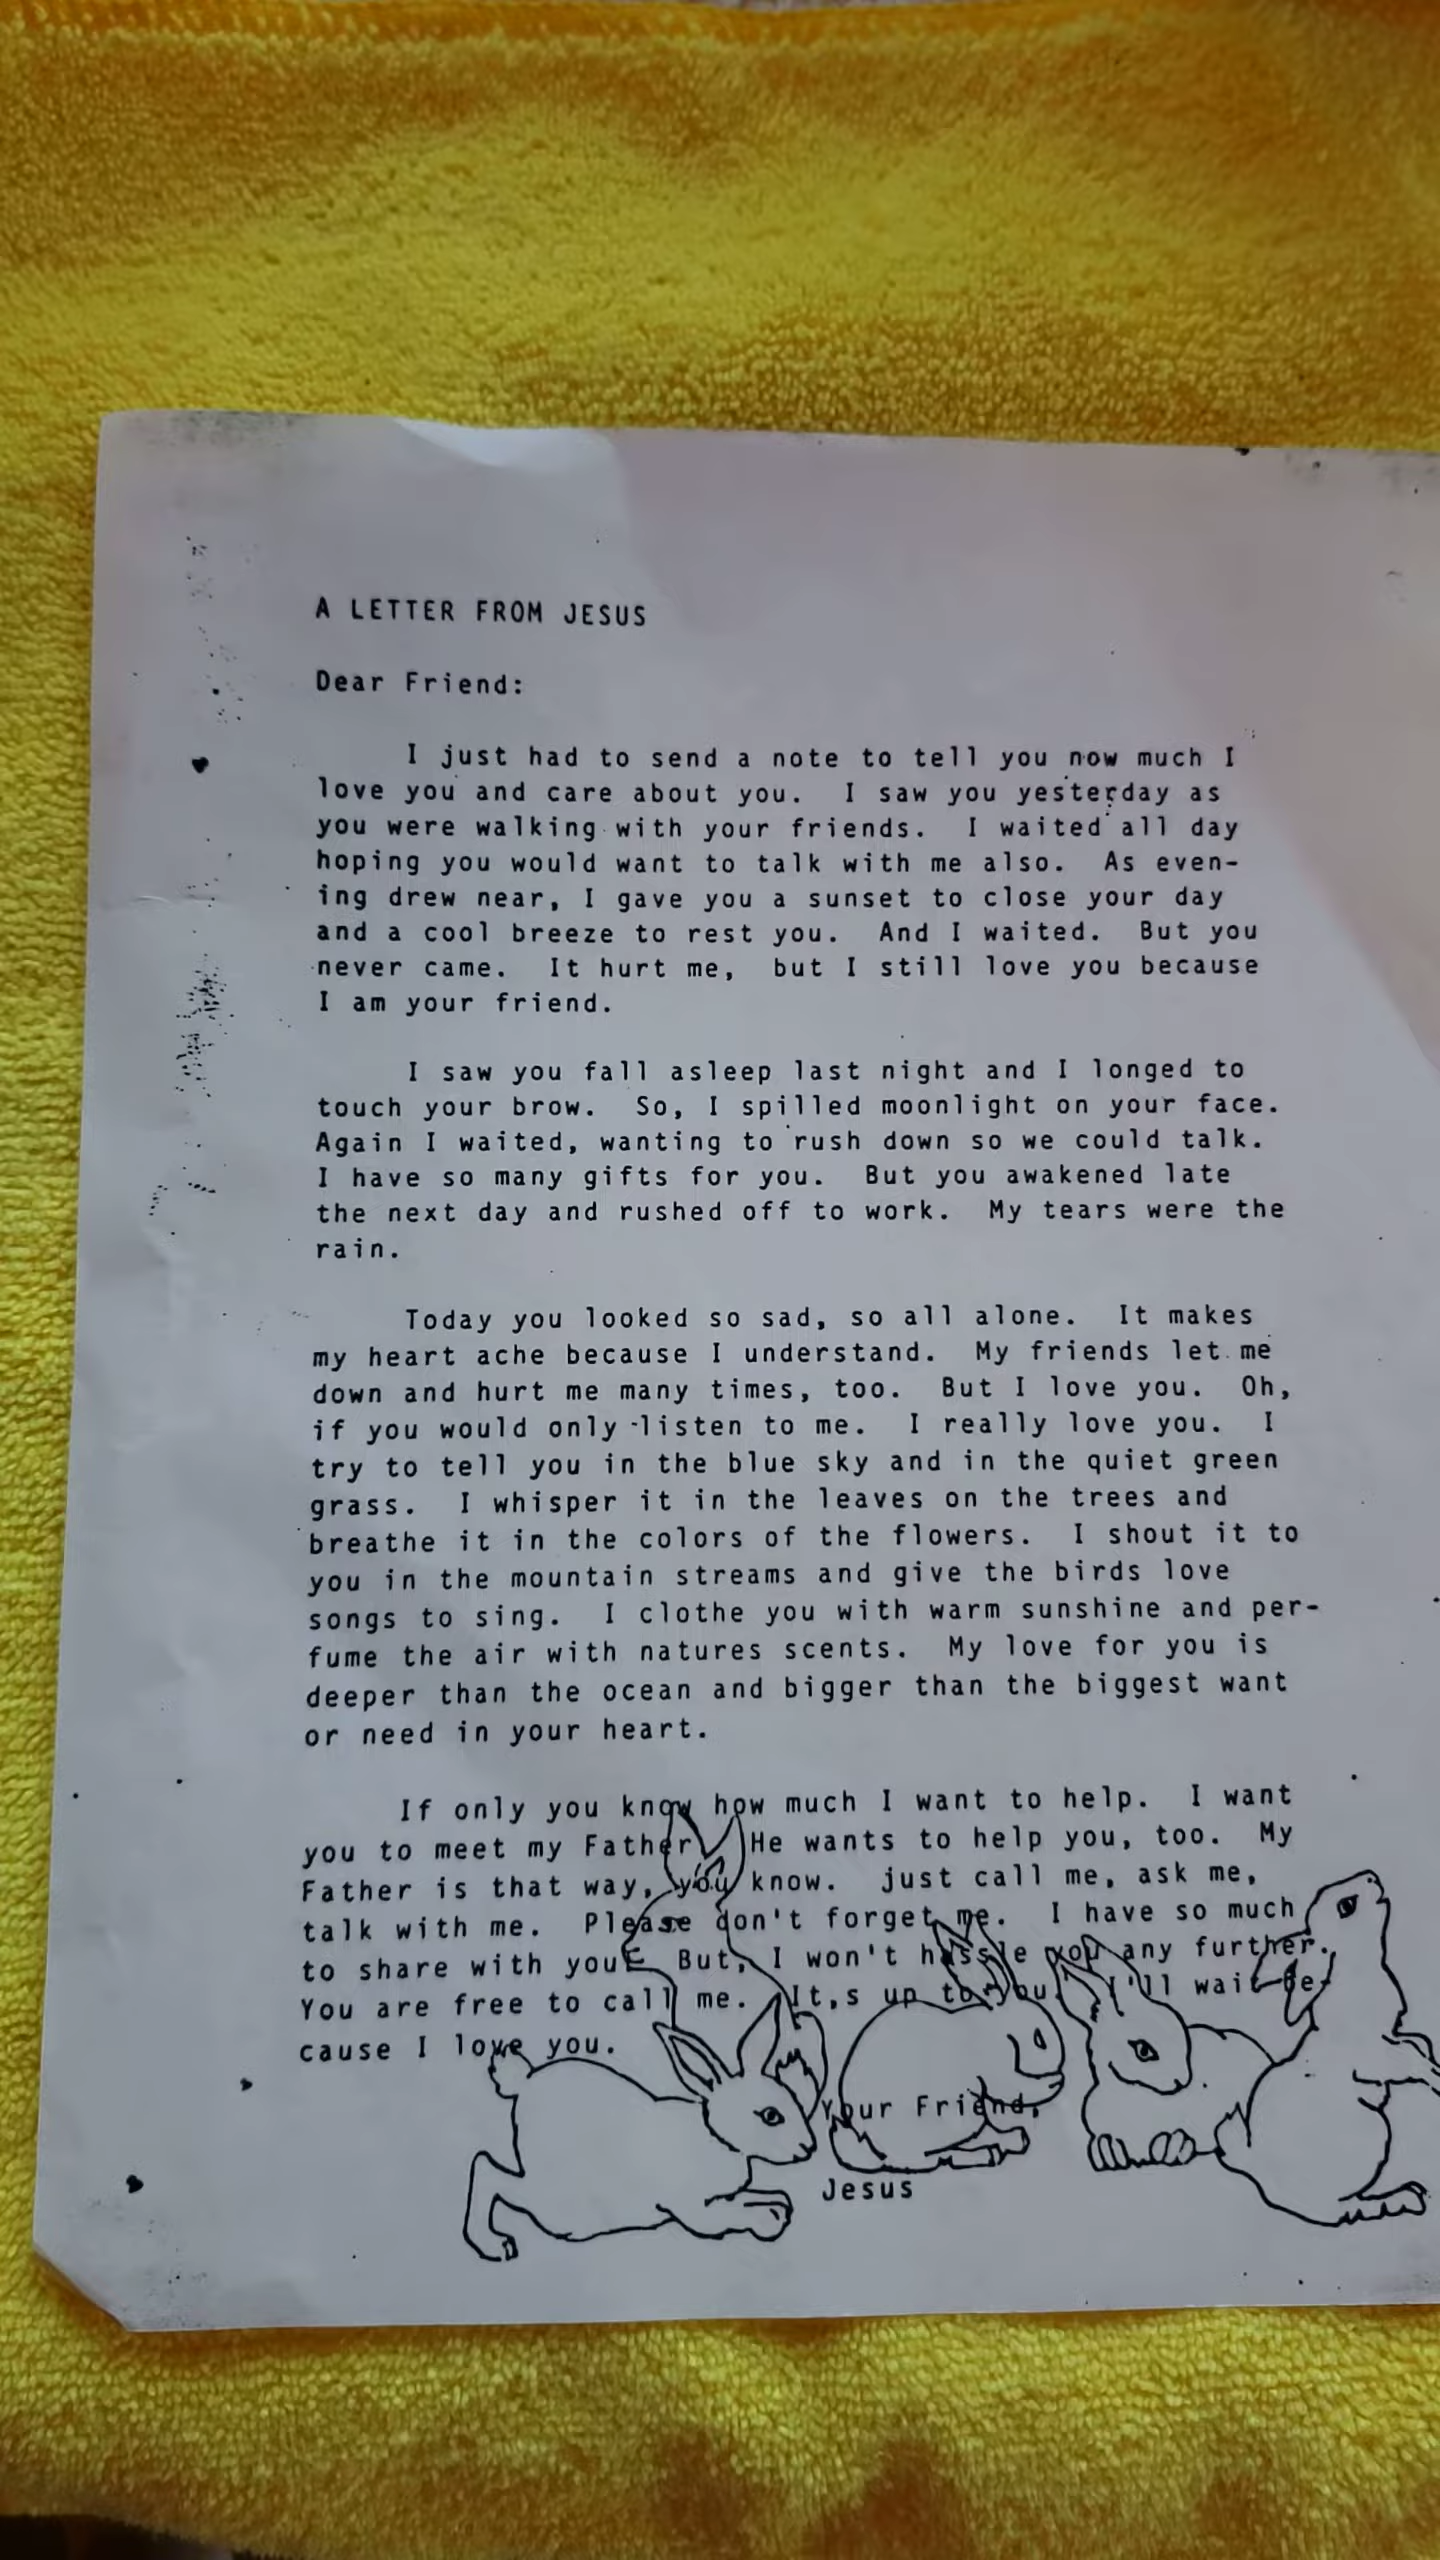 A LETTER FROM JESUS
Dear Friend:
I just had to send a note to tell you now much I
love you and care about you. I saw you yesterday as
you were walking with your friends. I waited all day
hoping you would want to talk with me also. As even-
ing drew near, I gave you a sunset to close your day
and a cool breeze to rest you. And I waited. But you
never came. It hurt me, but I still love you because
I am your friend.
I saw you fall asleep last night and I longed to
touch your brow. So, I spilled moonlight on your face.
Again I waited, wanting to rush down so we could talk.
I have so many gifts for you. But you awakened late
the next day and rushed off to work. My tears were the
rain.
Today you looked so sad, so all alone. It makes
my heart ache because I understand. My friends let me
down and hurt me many times, too. But I love you. Oh,
if you would only listen to me. I really love you. I
try to tell you in the blue sky and in the quiet green
grass. I whisper it in the leaves on the trees and
breathe it in the colors of the flowers. I shout it to
you in the mountain streams and give the birds love
songs to sing. I clothe you with warm sunshine and per-
fume the air with natures scents. My love for you is
deeper than the ocean and bigger than the biggest want
or need in your heart.
If only you know how much I want to help. I want
you to meet my Father He wants to help you, too. My
Father is that way, you know. just call me, ask me,
talk with me. Please don't forget me. I have so much
to share with you. But, I won't hassle you any further.
You are free to call me. It,s up to you. I'll wait be-
cause I love you.
Your Friend,
Jesus